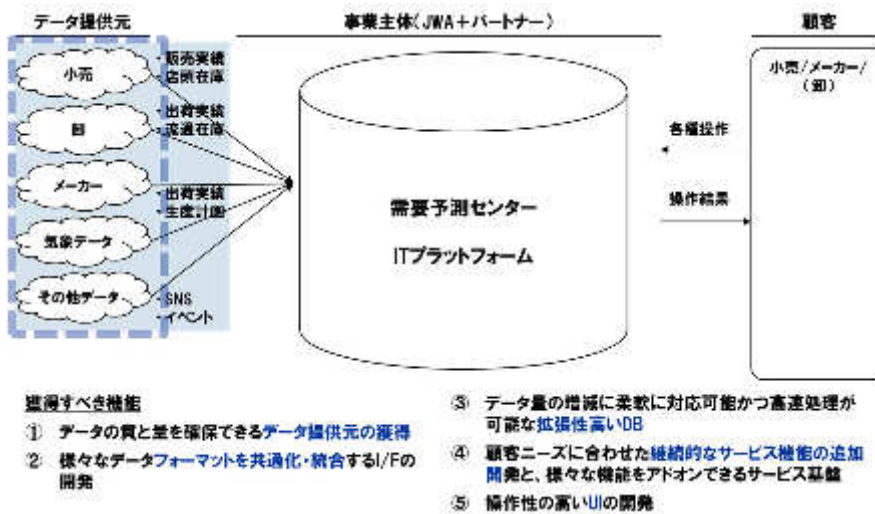 データ提供元
事業主体(JWA+パートナー)
顧客
小売
・販売実績
・店頭在庫
卸
・出荷実績
・流通在庫
メーカー
・出荷実績
・生産計画
気象データ
その他データ
・SNS
・イベント
需要予測センター
ITプラットフォーム
各種操作
操作結果
小売/メーカー/
(卸)
獲得すべき機能
① データの質と量を確保できるデータ提供元の獲得
② 様々なデータフォーマットを共通化・統合するI/Fの
開発
③ データ量の増減に柔軟に対応可能かつ高速処理が
可能な拡張性高いDB
④ 顧客ニーズに合わせた継続的なサービス機能の追加
開発と、様々な機能をアドオンできるサービス基盤
⑤ 操作性の高いUIの開発